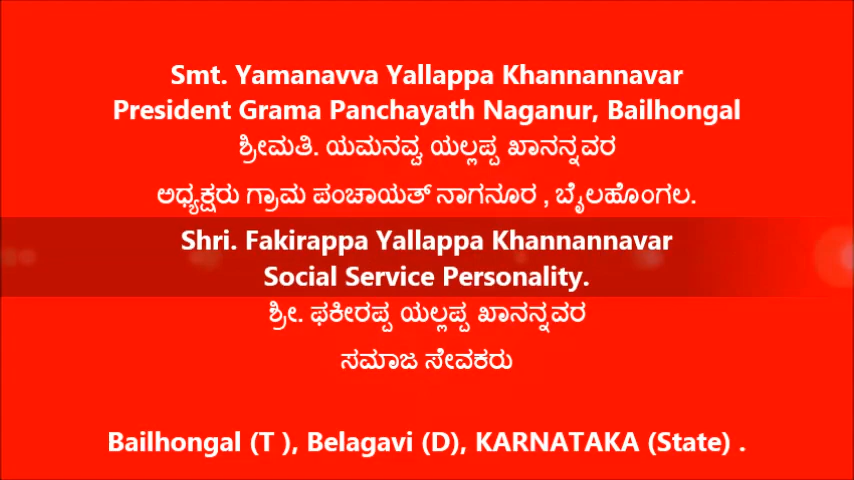 Smt. Yamanavva Yallappa Khannannavar
President Grama Panchayath Naganur, Bailhongal
ಶ್ರೀಮತಿ. ಯಮನವ್ವ ಯಲ್ಲಪ್ಪ ಖಾನನ್ನವರ
ಅಧ್ಯಕ್ಷರು ಗ್ರಾಮ ಪಂಚಾಯತ್ ನಾಗನೂರ , ಬೈಲಹೊಂಗಲ.
Shri. Fakirappa Yallappa Khannannavar
Social Service Personality.
ಶ್ರೀ. ಫಕೀರಪ್ಪ ಯಲ್ಲಪ್ಪ ಖಾನನ್ನವರ
ಸಮಾಜ ಸೇವಕರು
Bailhongal (T ), Belagavi (D), KARNATAKA (State) .